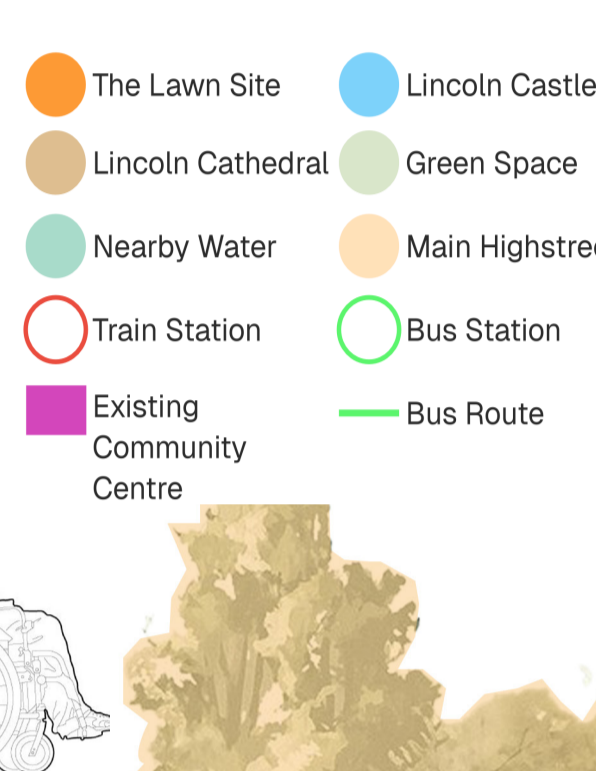 The Lawn Site
Lincoln Castle
Lincoln Cathedral
Green Space
Nearby Water
Main
Train Station
Bus Station
Existing
Community
Centre
Bus Route